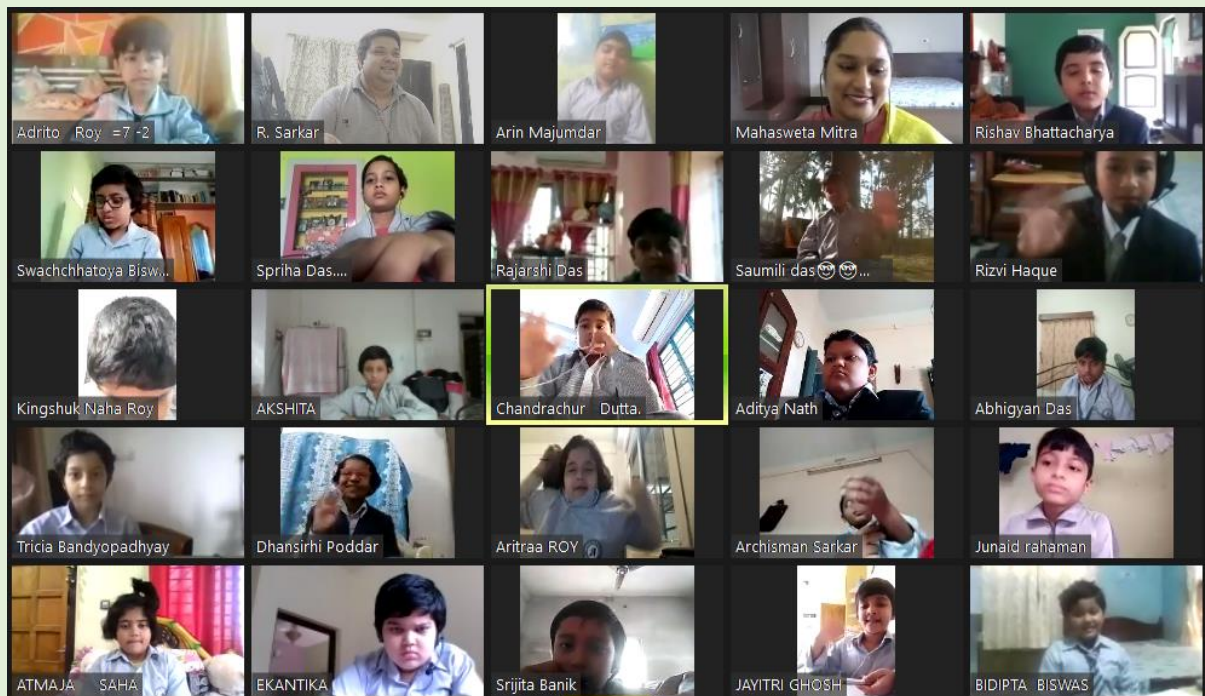 Adrito Roy =7 -2
R. Sarkar
Arin Majumdar
Mahasweta Mitra
Rishav Bhattacharya
Swachchhatoya Bisw...
Spriha Das....
Rajarshi Das
Saumili das🤓🤓...
Rizvi Haque
Kingshuk Naha Roy
AKSHITA
Chandrachur Dutta.
Aditya Nath
Abhigyan Das
Tricia Bandyopadhyay
Dhansirhi Poddar
Aritraa ROY
Archisman Sarkar
Junaid rahaman
ATMAJA SAHA
EKANTIKA
Srijita Banik
JAYITRI GHOSH
BIDIPTA BISWAS